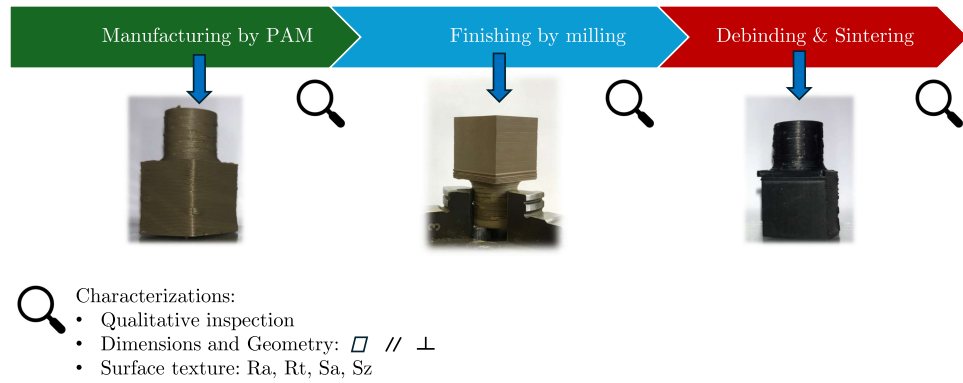 Manufacturing by PAM
Finishing by milling
Debinding & Sintering
3
Characterizations:
• Qualitative inspection
• Dimensions and Geometry: ▱ // ⊥
• Surface texture: Ra, Rt, Sa, Sz